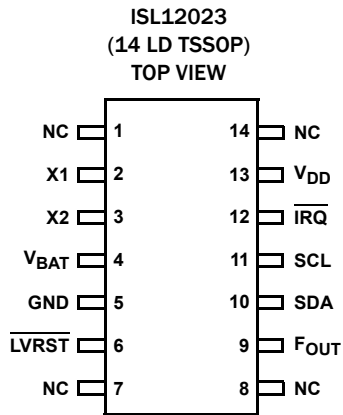 ISL12023
(14 LD TSSOP)
TOP VIEW
NC 1 14 NC
X1 2 13 VDD
X2 3 12 IRQ
VBAT 4 11 SCL
GND 5 10 SDA
LVRST 6 9 FOUT
NC 7 8 NC